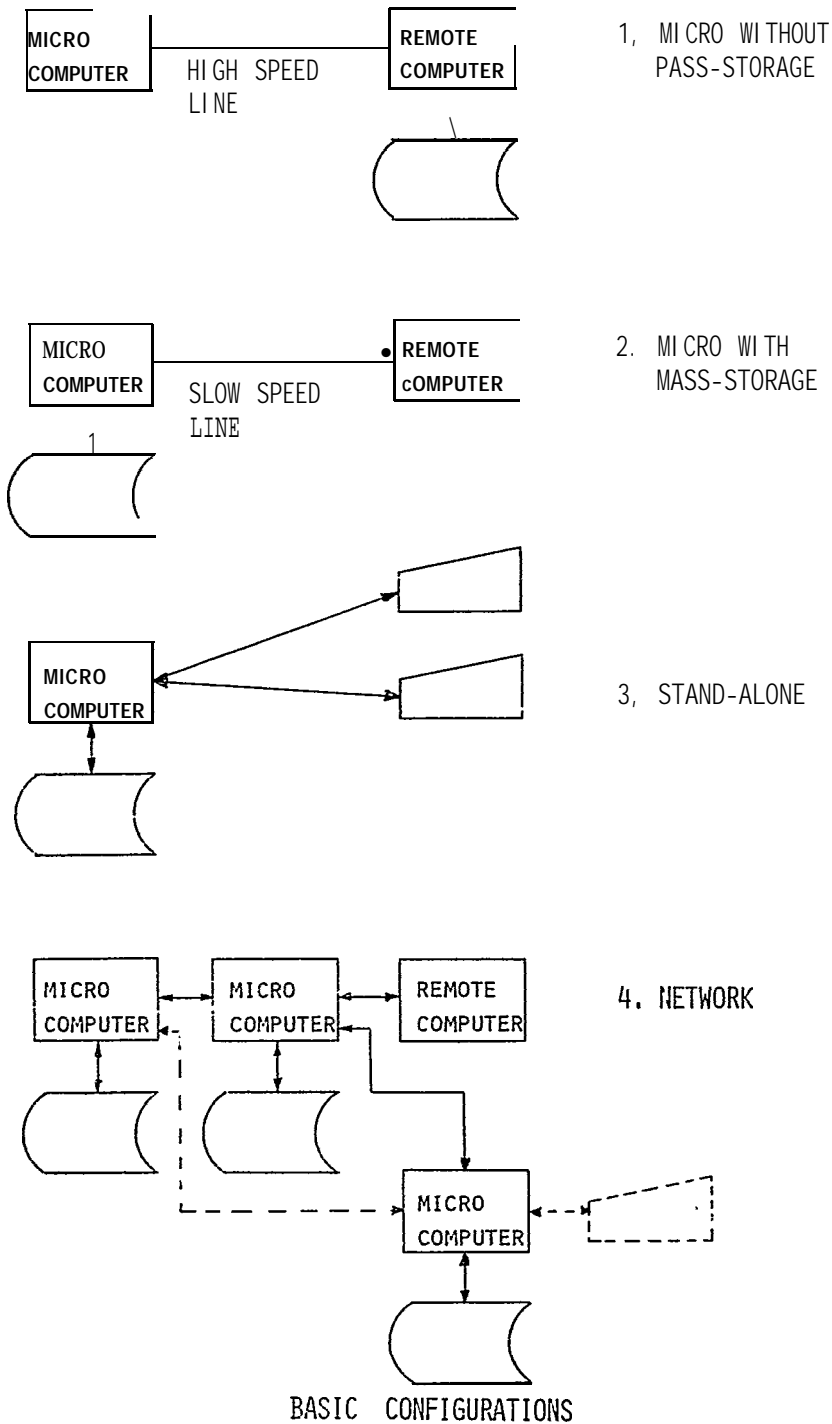 MICRO
COMPUTER
HIGH SPEED
LINE
REMOTE
COMPUTER
1, MICRO WITHOUT
PASS-STORAGE
MICRO
COMPUTER
SLOW SPEED
LINE
REMOTE
cOMPUTER
2. MICRO WITH
MASS-STORAGE
1
MICRO
COMPUTER
3, STAND-ALONE
MICRO
COMPUTER
MICRO
COMPUTER
REMOTE
COMPUTER
4. NETWORK
MICRO
COMPUTER
BASIC CONFIGURATIONS